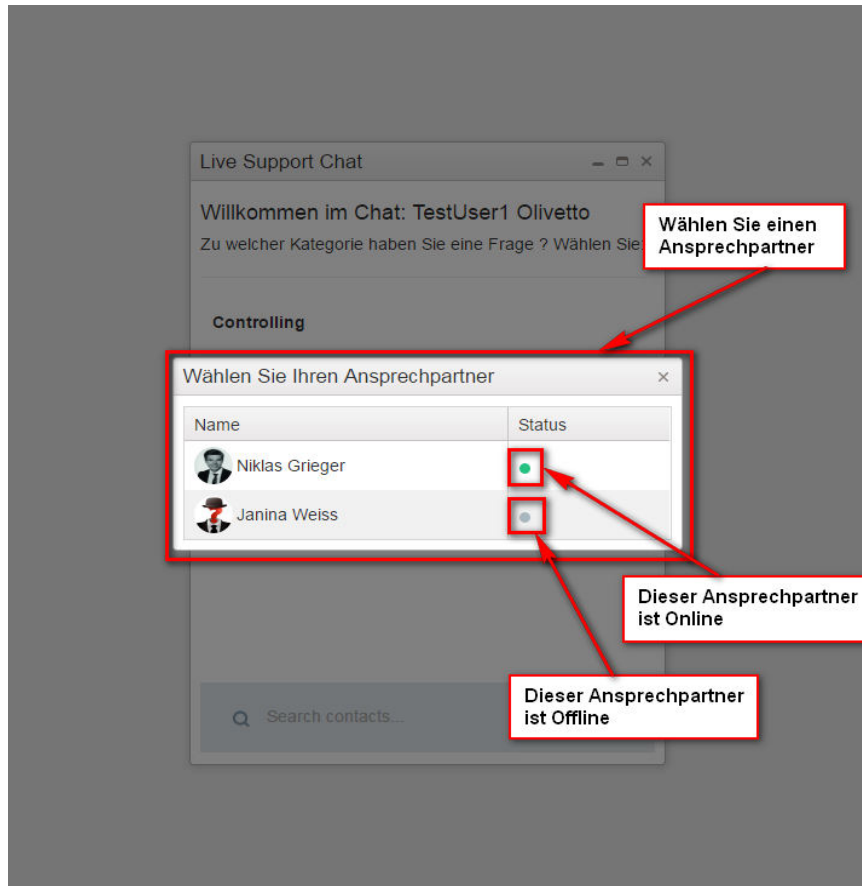 Live Support Chat
Willkommen im Chat: TestUser1 Olivetto
Zu welcher Kategorie haben Sie eine Frage ? Wählen Sie:
Wählen Sie einen
Ansprechpartner
Controlling
Wählen Sie Ihren Ansprechpartner
Name Status
Niklas Grieger
Janina Weiss
Dieser Ansprechpartner
ist Online
Dieser Ansprechpartner
ist Offline
Search contacts...